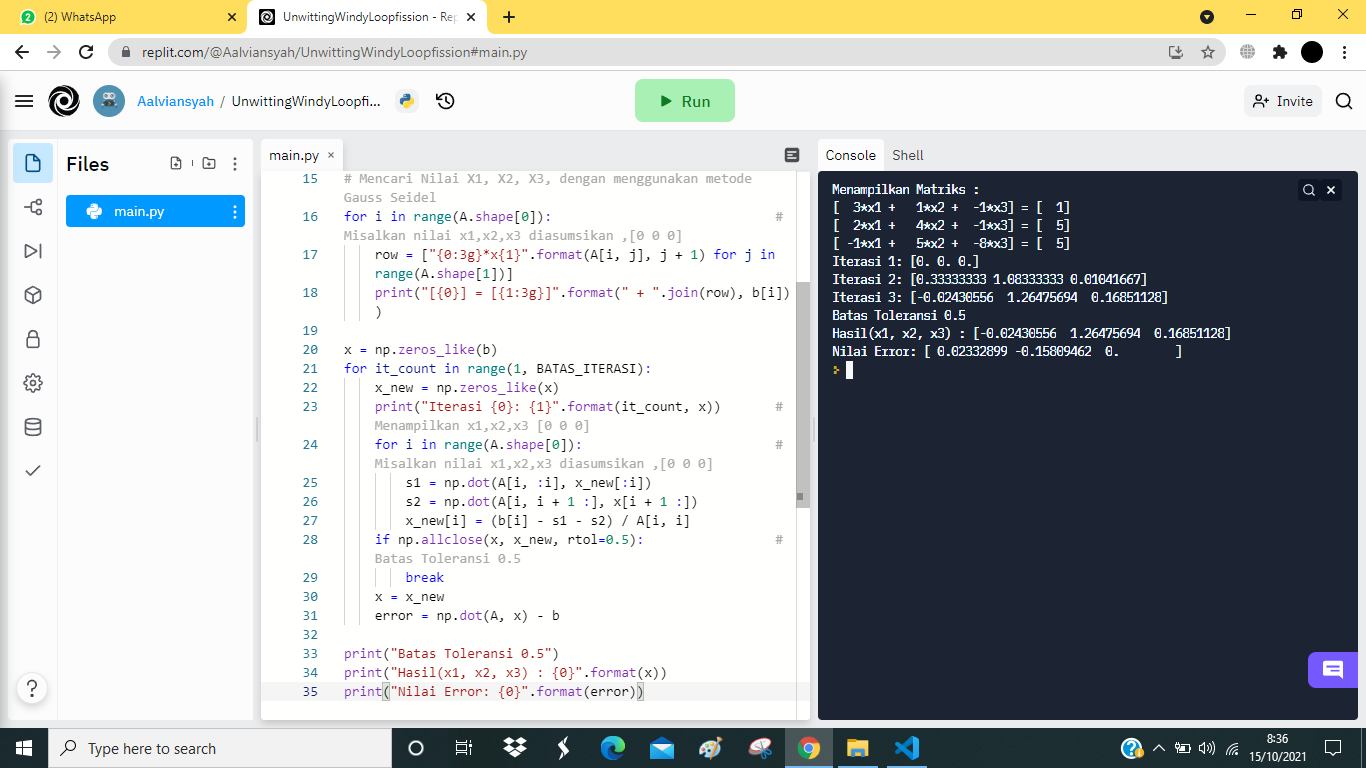 (2) WhatsApp
UnwittingWindyLoopfission - Rep
replit.com/@Aalviansyah/UnwittingWindyLoopfission#main.py
Aalviansyah / UnwittingWindyLoopfi...
Run
Invite
Files
main.py
main.py
15 # Mencari Nilai X1, X2, X3, dengan menggunakan metode
Gauss Seidel
16 for i in range(A.shape[0]): #
Misalkan nilai x1,x2,x3 diasumsikan ,[0 0 0]
17 row = ["{0:3g}*x{1}".format(A[i, j], j + 1) for j in
range(A.shape[1])]
18 print("[{0}] = [{1:3g}]".format(" + ".join(row), b[i])
)
19
20 x = np.zeros_like(b)
21 for it_count in range(1, BATAS_ITERASI):
22 x_new = np.zeros_like(x)
23 print("Iterasi {0}: {1}".format(it_count, x)) #
Menampilkan x1,x2,x3 [0 0 0]
24 for i in range(A.shape[0]): #
Misalkan nilai x1,x2,x3 diasumsikan ,[0 0 0]
25 s1 = np.dot(A[i, :i], x_new[:i])
26 s2 = np.dot(A[i, i + 1 :], x[i + 1 :])
27 x_new[i] = (b[i] - s1 - s2) / A[i, i]
28 if np.allclose(x, x_new, rtol=0.5): #
Batas Toleransi 0.5
29 break
30 x = x_new
31 error = np.dot(A, x) - b
32
33 print("Batas Toleransi 0.5")
34 print("Hasil(x1, x2, x3) : {0}".format(x))
35 print("Nilai Error: {0}".format(error))
Console Shell
Menampilkan Matriks :
[  3*x1 +   1*x2 +  -1*x3] = [  1]
[  2*x1 +   4*x2 +  -1*x3] = [  5]
[ -1*x1 +   5*x2 +  -8*x3] = [  5]
Iterasi 1: [0. 0. 0.]
Iterasi 2: [0.33333333 1.08333333 0.01041667]
Iterasi 3: [-0.02430556  1.26475694  0.16851128]
Batas Toleransi 0.5
Hasil(x1, x2, x3) : [-0.02430556  1.26475694  0.16851128]
Nilai Error: [ 0.02332899 -0.15809462  0.        ]
?
Type here to search
8:36
15/10/2021